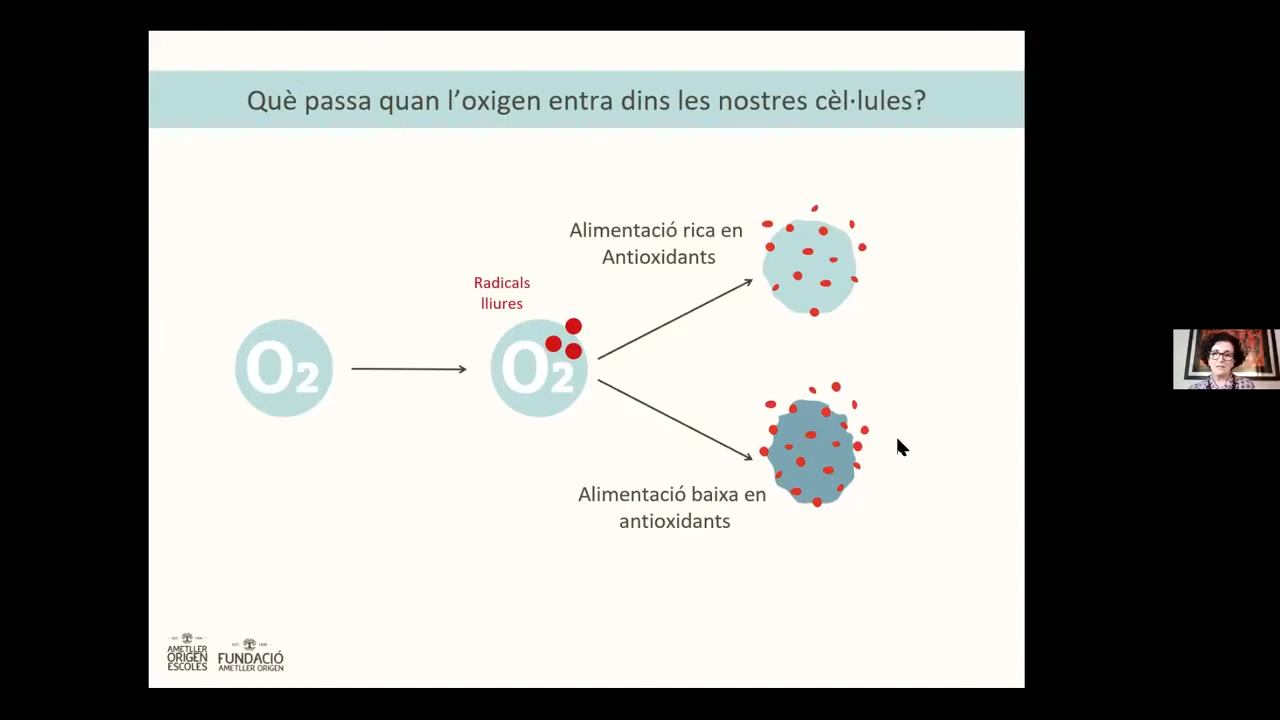 Què passa quan l'oxigen entra dins les nostres cèl·lules?
Alimentació rica en
Antioxidants
Radicals
lliures
O2
O2
Alimentació baixa en
antioxidants
AMETLLER
ORIGEN
ESCOLES
FUNDACIÓ
AMETLLER ORIGEN